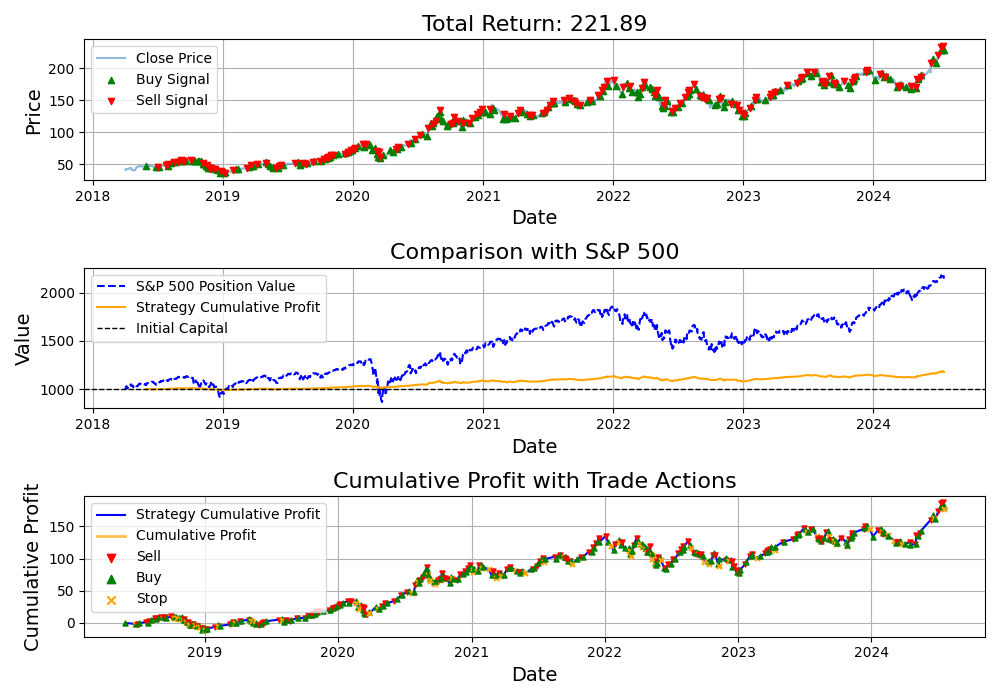 Total Return: 221.89
Price
200
150
100
50
Close Price
Buy Signal
Sell Signal
2018 2019 2020 2021 2022 2023 2024
Date
Comparison with S&P 500
Value
2000
1500
1000
S&P 500 Position Value
Strategy Cumulative Profit
Initial Capital
2018 2019 2020 2021 2022 2023 2024
Date
Cumulative Profit with Trade Actions
Cumulative Profit
150
100
50
0
Strategy Cumulative Profit
Cumulative Profit
Sell
Buy
Stop
2019 2020 2021 2022 2023 2024
Date